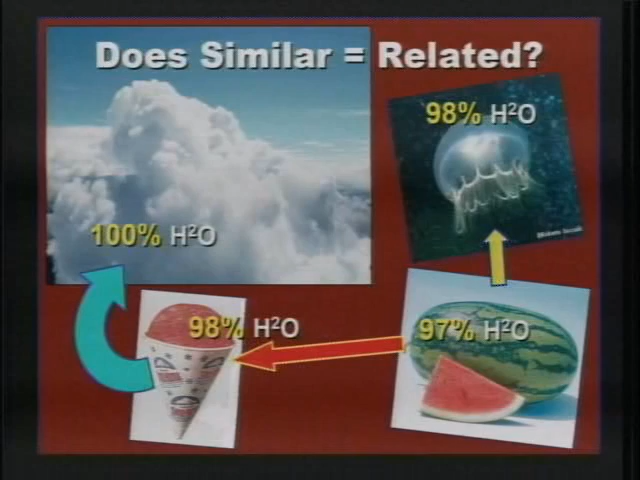 Does Similar = Related?
98% H²O
100% H²O
98% H²O
97% H²O